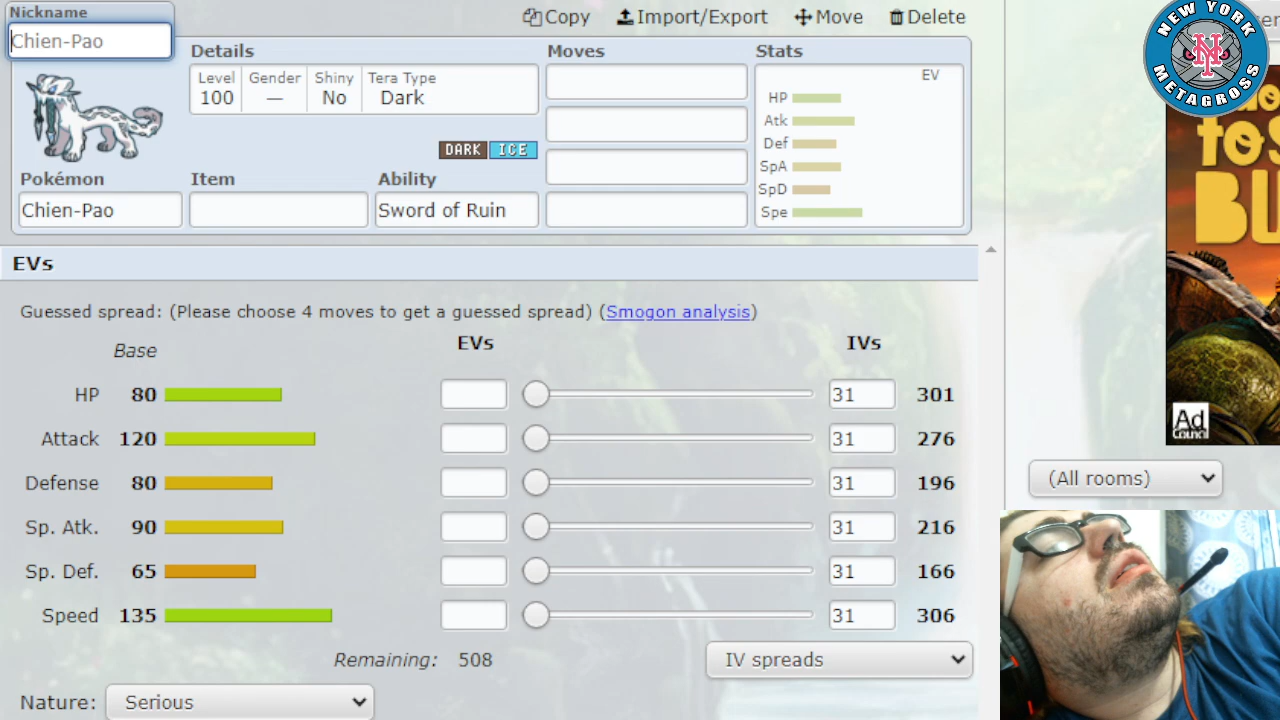 Nickname
Chien-Pao
Copy Import/Export Move Delete
Details
Level Gender Shiny Tera Type
100 — No Dark
DARK ICE
Pokémon Item Ability
Chien-Pao Sword of Ruin
Moves
Stats
EV
HP
Atk
Def
SpA
SpD
Spe
EVs
Guessed spread: (Please choose 4 moves to get a guessed spread) (Smogon analysis)
Base EVs IVs
HP 80 31 301
Attack 120 31 276
Defense 80 31 196
Sp. Atk. 90 31 216
Sp. Def. 65 31 166
Speed 135 31 306
Remaining: 508 IV spreads
Nature: Serious
NEW YORK
NY
METAGROSS
Ad
Council
(All rooms)